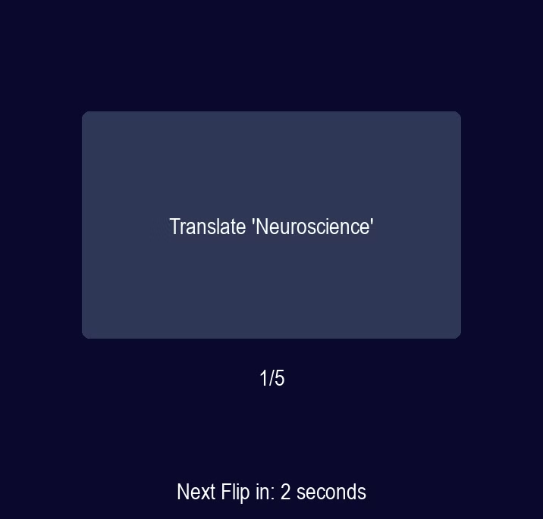 Translate 'Neuroscience'
1/5
Next Flip in: 2 seconds